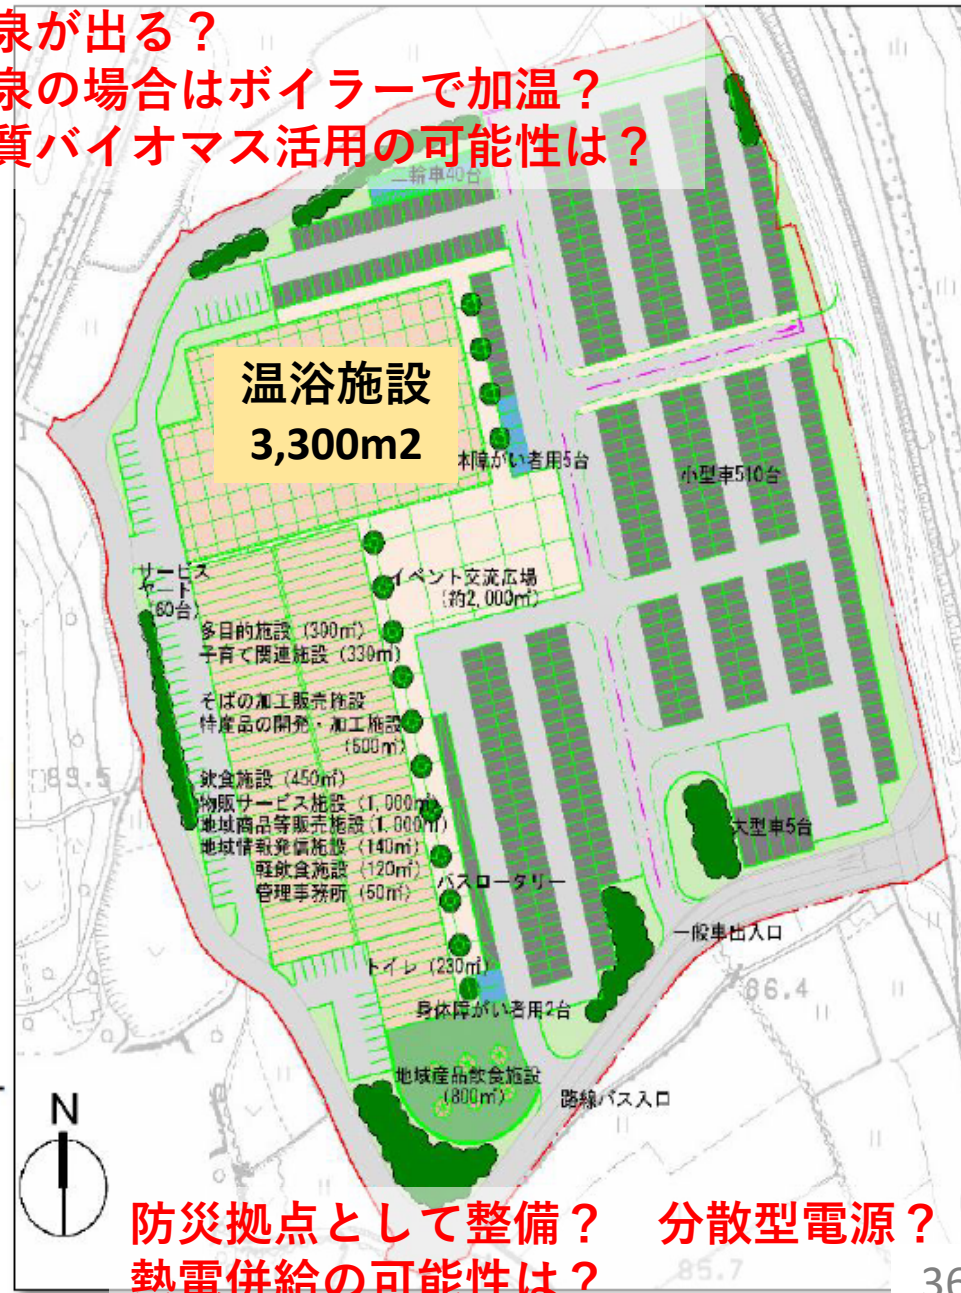 泉が出る？
泉の場合はボイラーで加温？
質バイオマス活用の可能性は？
二輪車40台
温浴施設
3,300m2
体障がい者用5台
小型車510台
サービス
ヤード
(60台)
イベント交流広場
(約2,000㎡)
多目的施設 (300㎡)
子育て関連施設 (330㎡)
そばの加工販売施設
特産品の開発・加工施設
(600㎡)
89.5
飲食施設 (450㎡)
物販サービス施設 (1,000㎡)
地域商品等販売施設(1,000㎡)
地域情報発信施設 (140㎡)
軽飲食施設 (120㎡)
管理事務所 (50㎡)
大型車5台
バスロータリー
一般車出入口
トイレ (230㎡)
86.4
身体障がい者用2台
地域産品飲食施設
(800㎡)
路線バス入口
N
防災拠点として整備？　分散型電源？
熱電併給の可能性は？
85.7
36